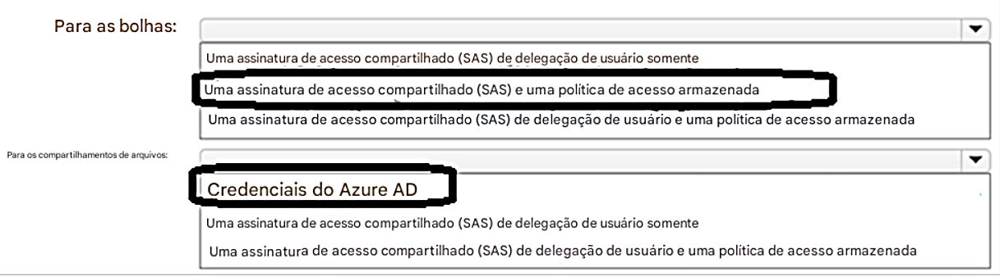 Para as bolhas:
Uma assinatura de acesso compartilhado (SAS) de delegação de usuário somente
Uma assinatura de acesso compartilhado (SAS) e uma política de acesso armazenada
Uma assinatura de acesso compartilhado (SAS) de delegação de usuário e uma política de acesso armazenada
Para os compartilhamentos de arquivos:
Credenciais do Azure AD
Uma assinatura de acesso compartilhado (SAS) de delegação de usuário somente
Uma assinatura de acesso compartilhado (SAS) de delegação de usuário e uma política de acesso armazenada